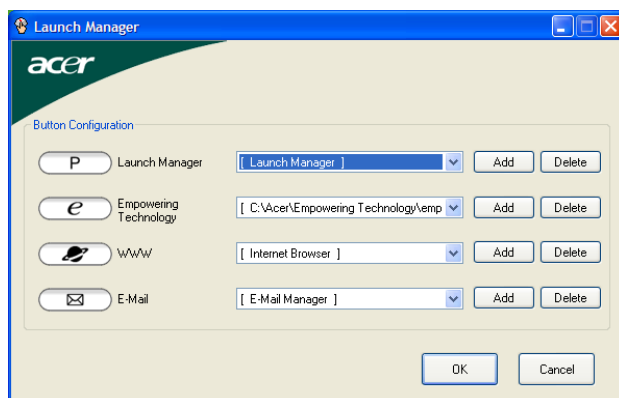 Launch Manager
acer
Button Configuration
P Launch Manager [ Launch Manager ] Add Delete
e Empowering Technology [ C:\Acer\Empowering Technology\emp Add Delete
WWW [ Internet Browser ] Add Delete
E-Mail [ E-Mail Manager ] Add Delete
OK Cancel